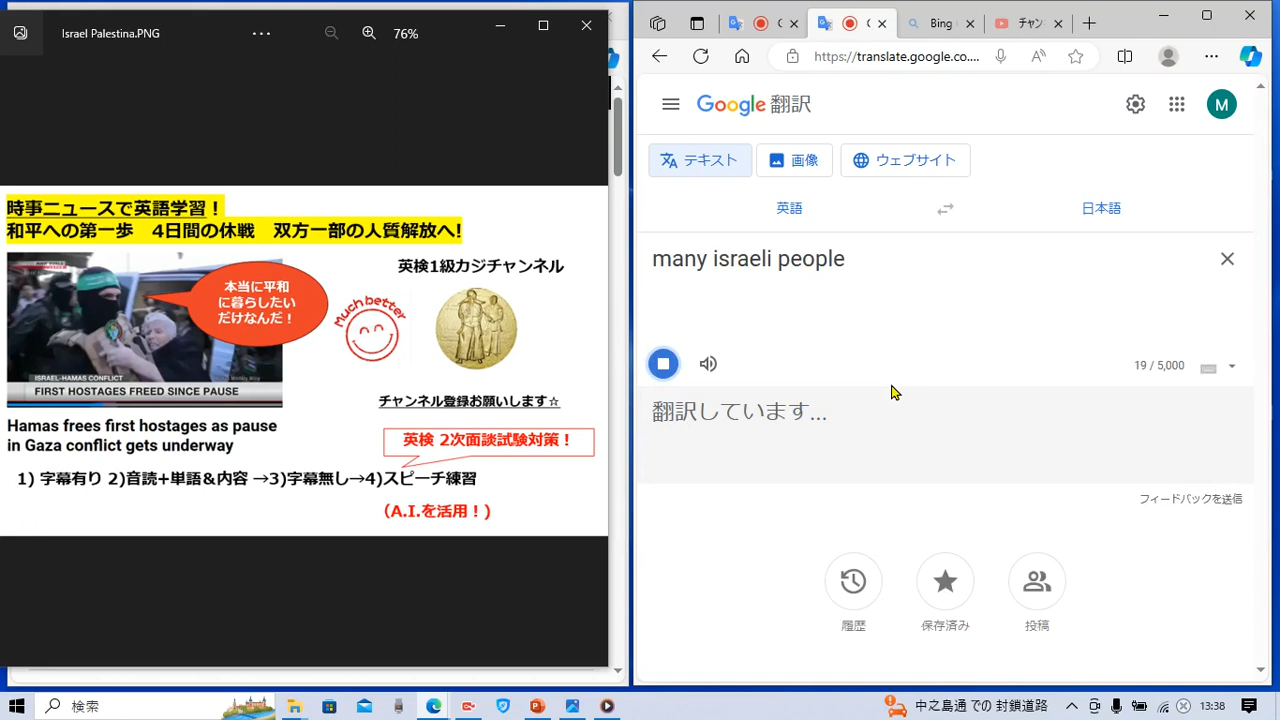 Israel Palestina.PNG
76%
時事ニュースで英語学習！
和平への第一歩　4日間の休戦　双方一部の人質解放へ!
本当に平和
に暮らしたい
だけなんだ！
ISRAEL-HAMAS CONFLICT
FIRST HOSTAGES FREED SINCE PAUSE
Hamas frees first hostages as pause
in Gaza conflict gets underway
英検1級カジチャンネル
Much better
チャンネル登録お願いします☆
英検 2次面談試験対策！
1) 字幕有り 2)音読+単語＆内容 →3)字幕無し→4)スピーチ練習
（A.I.を活用！）
Bing
チャン
https://translate.google.co....
Google 翻訳
M
テキスト
画像
ウェブサイト
英語
日本語
many israeli people
19 / 5,000
翻訳しています...
フィードバックを送信
履歴
保存済み
投稿
検索
中之島通 での 封鎖道路
13:38